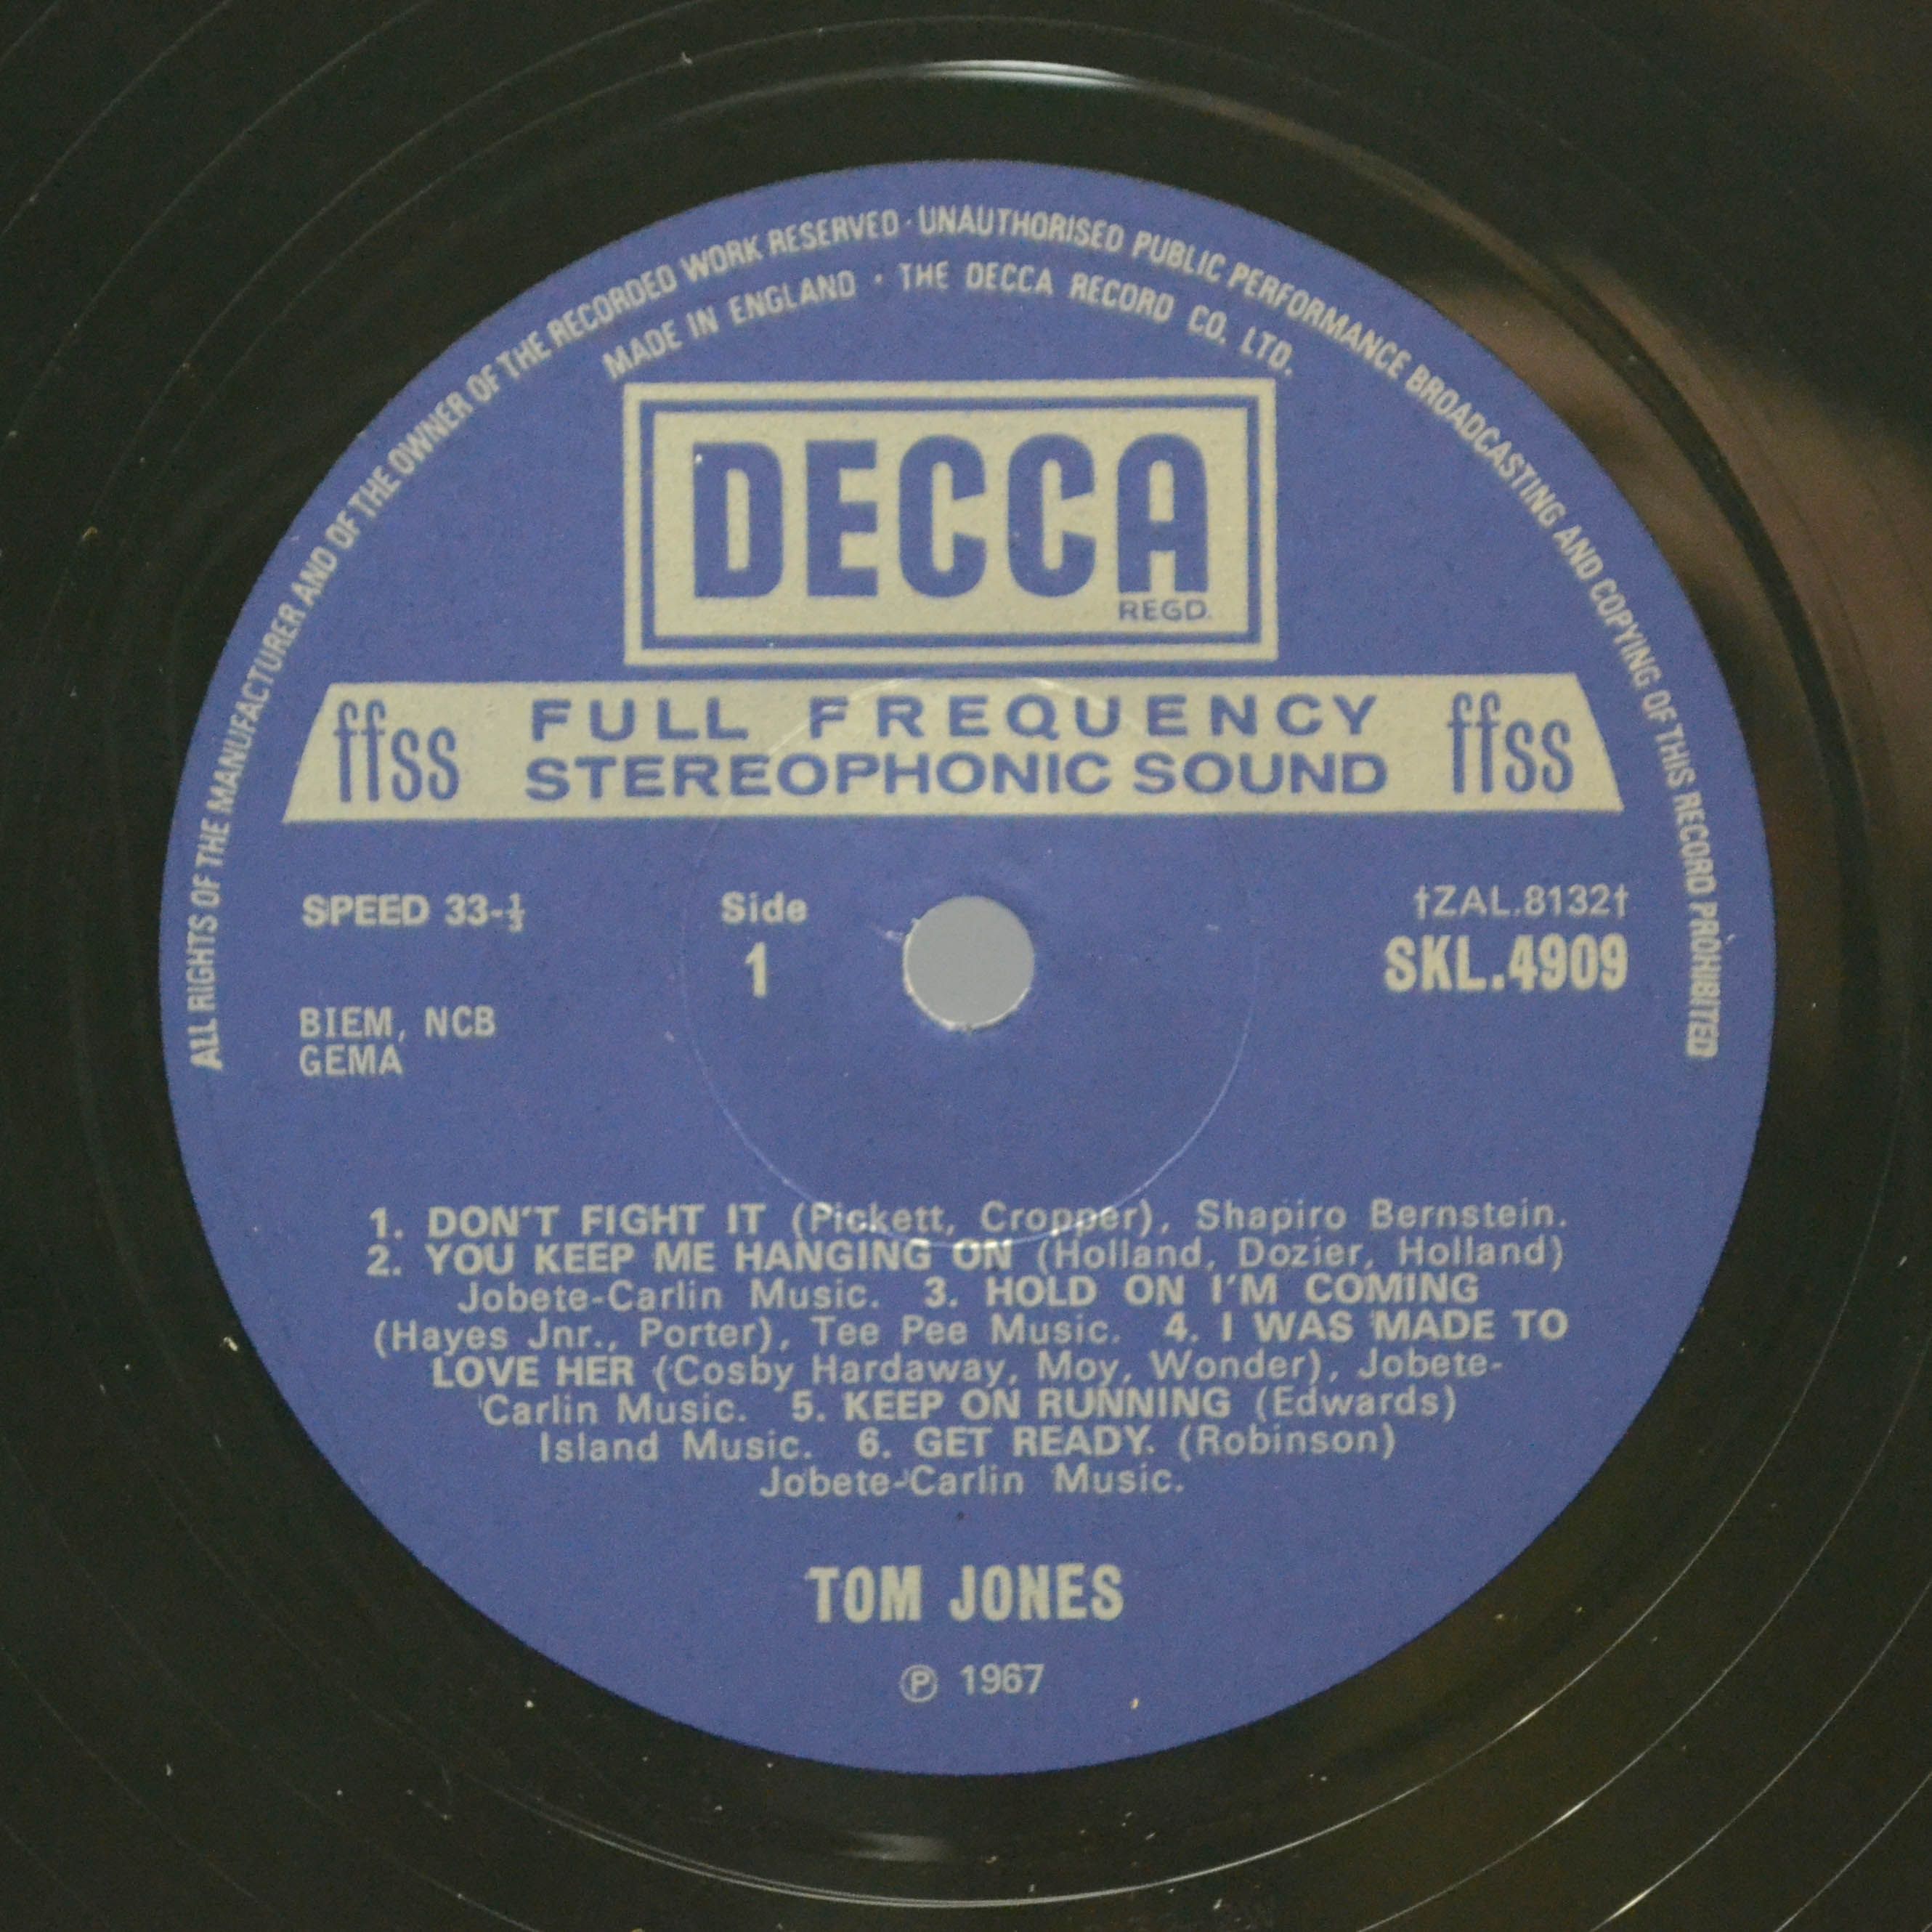 ALL RIGHTS OF THE MANUFACTURER AND OF THE OWNER OF THE RECORDED WORK RESERVED · UNAUTHORISED PUBLIC PERFORMANCE BROADCASTING AND COPYING OF THIS RECORD PROHIBITED
MADE IN ENGLAND · THE DECCA RECORD CO. LTD.
DECCA
REGD.
ffss FULL FREQUENCY ffss
STEREOPHONIC SOUND
SPEED 33-⅓ Side †ZAL.8132†
1 SKL.4909
BIEM, NCB
GEMA
1. DON'T FIGHT IT (Pickett, Cropper), Shapiro Bernstein.
2. YOU KEEP ME HANGING ON (Holland, Dozier, Holland)
Jobete-Carlin Music. 3. HOLD ON I'M COMING
(Hayes Jnr., Porter), Tee Pee Music. 4. I WAS MADE TO
LOVE HER (Cosby Hardaway, Moy, Wonder), Jobete-
Carlin Music. 5. KEEP ON RUNNING (Edwards)
Island Music. 6. GET READY. (Robinson)
Jobete-Carlin Music.
TOM JONES
℗ 1967